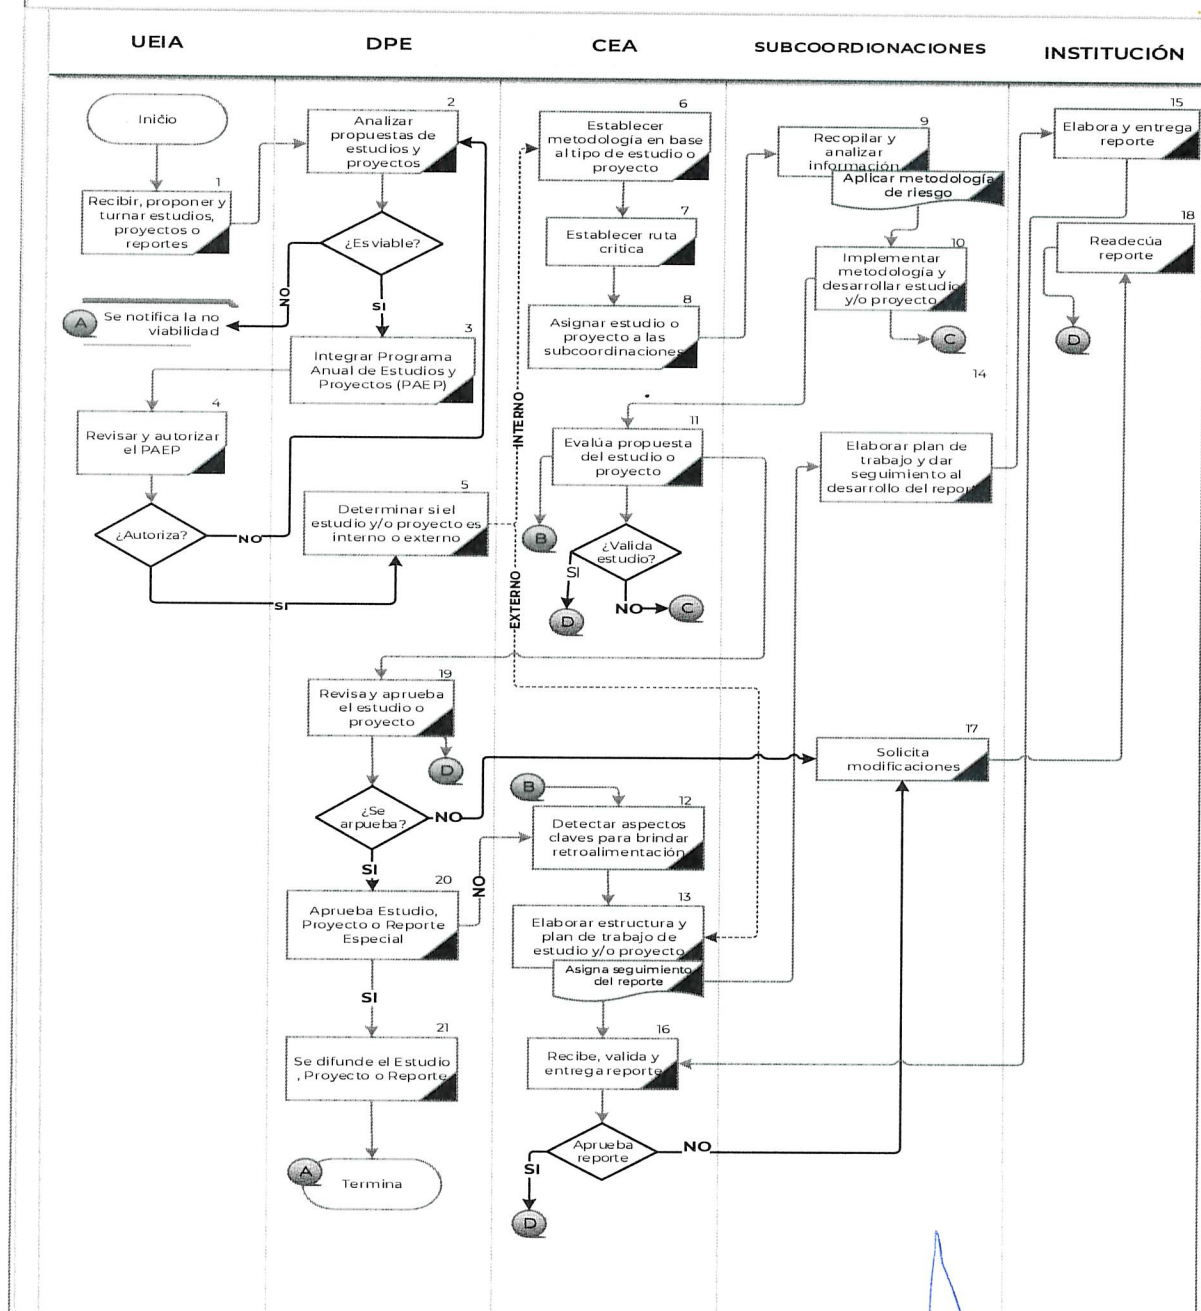 UEIA
DPE
CEA
SUBCOORDIONACIONES
INSTITUCIÓN
Iniċio
1
Recibir, proponer y
turnar estudios,
proyectos o
reportes
2
Analizar
propuestas de
estudios y
proyectos
¿Es viable?
NO
SI
A
Se notifica la no
viabilidad
3
Integrar Programa
Anual de Estudios y
Proyectos (PAEP)
4
Revisar y autorizar
el PAEP
¿Autoriza?
NO
SI
5
Determinar si el
estudio y/o proyecto es
interno o externo
INTERNO
EXTERNO
6
Establecer
metodología en base
al tipo de estudio o
proyecto
7
Establecer ruta
critica
8
Asignar estudio o
proyecto a las
subcoordinaciones
9
Recopilar y
analizar
información
Aplicar metodología
de riesgo
10
Implementar
metodología y
desarrollar estudio
y/o proyecto
C
11
Evalúa propuesta
del estudio o
proyecto
B
¿Valida
estudio?
SI
D
NO
C
14
Elaborar plan de
trabajo y dar
seguimiento al
desarrollo del report
15
Elabora y entrega
reporte
18
Readecúa
reporte
D
19
Revisa y aprueba
el estudio o
proyecto
D
¿Se
arpueba?
NO
SI
17
Solicita
modificaciones
B
12
Detectar aspectos
claves para brindar
retroalimentación
20
Aprueba Estudio,
Proyecto o Reporte
Especial
NO
SI
13
Elaborar estructura y
plan de trabajo de
estudio y/o proyecto
Asigna seguimiento
del reporte
16
Recibe, valida y
entrega reporte
21
Se difunde el Estudio
, Proyecto o Reporte
Aprueba
reporte
NO
SI
D
A
Termina